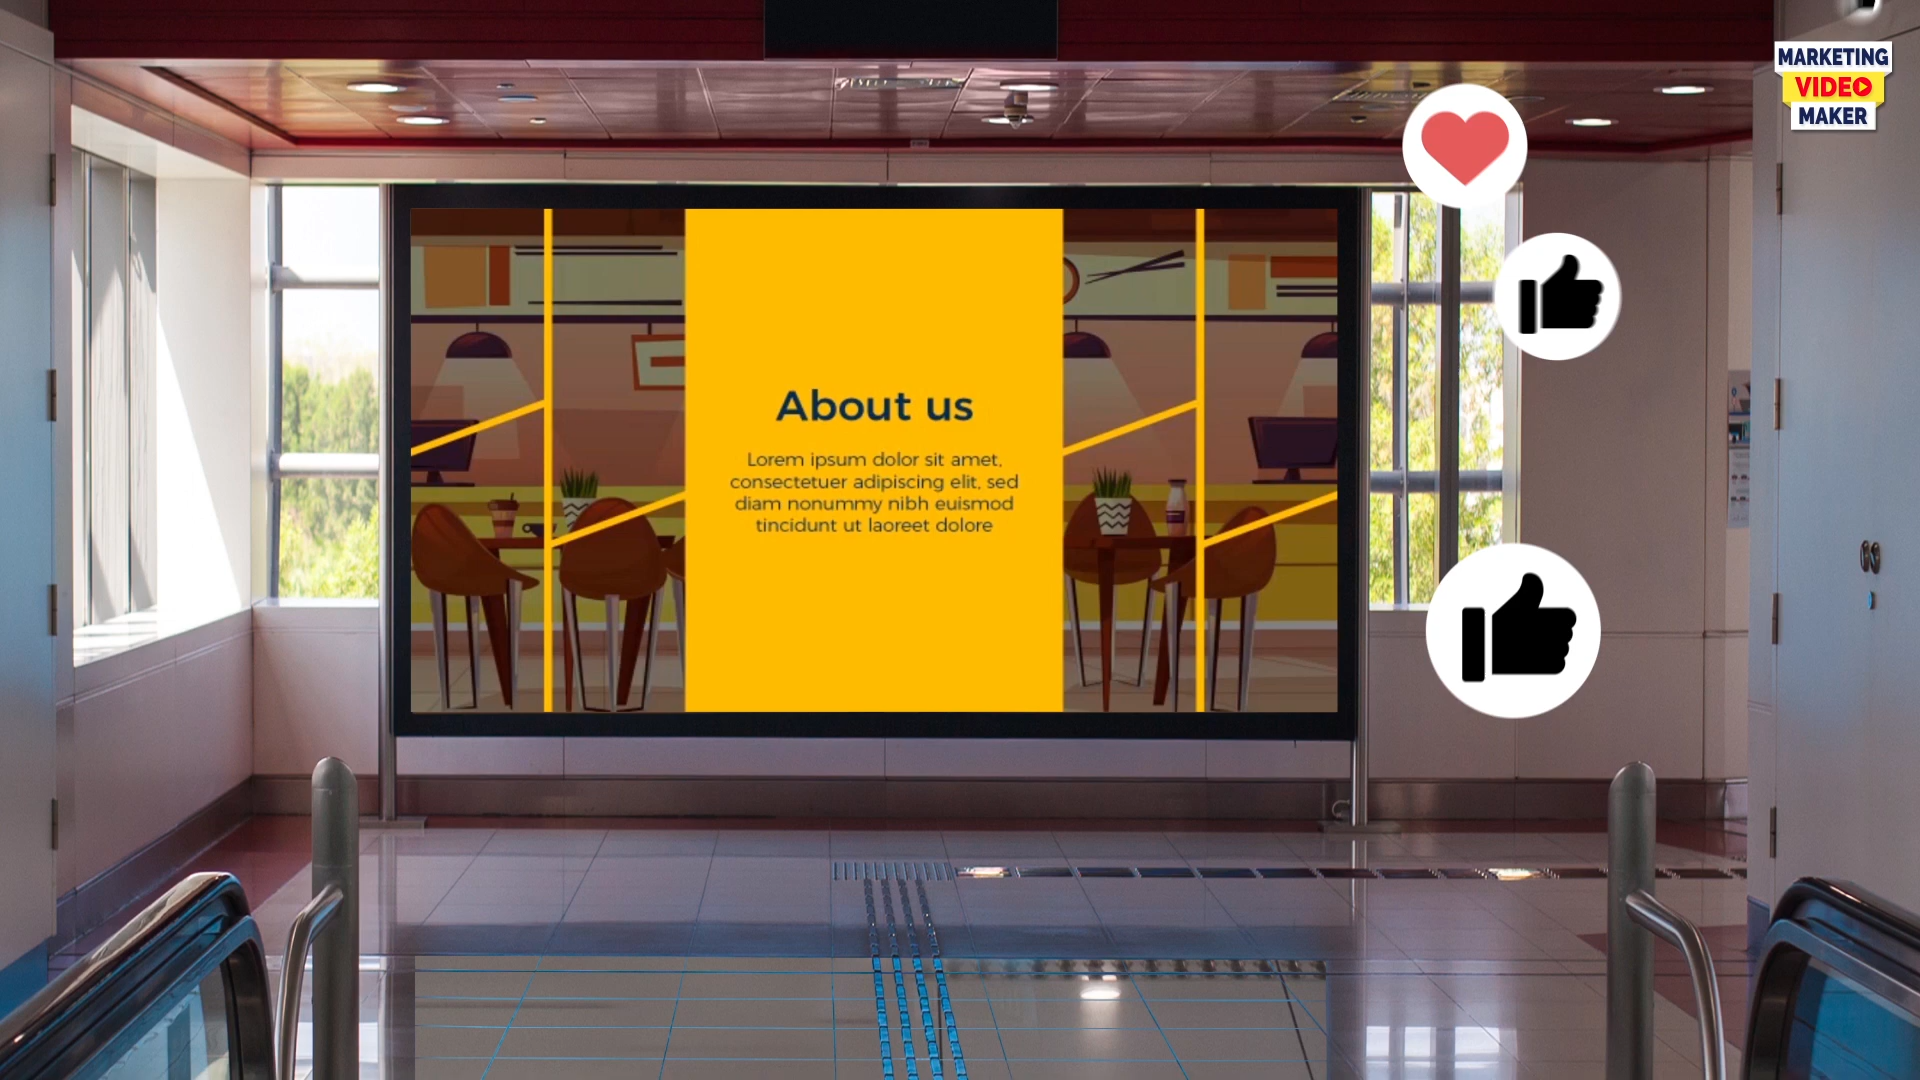 MARKETING
VIDEO
MAKER
About us
Lorem ipsum dolor sit amet,
consectetuer adipiscing elit, sed
diam nonummy nibh euismod
tincidunt ut laoreet dolore